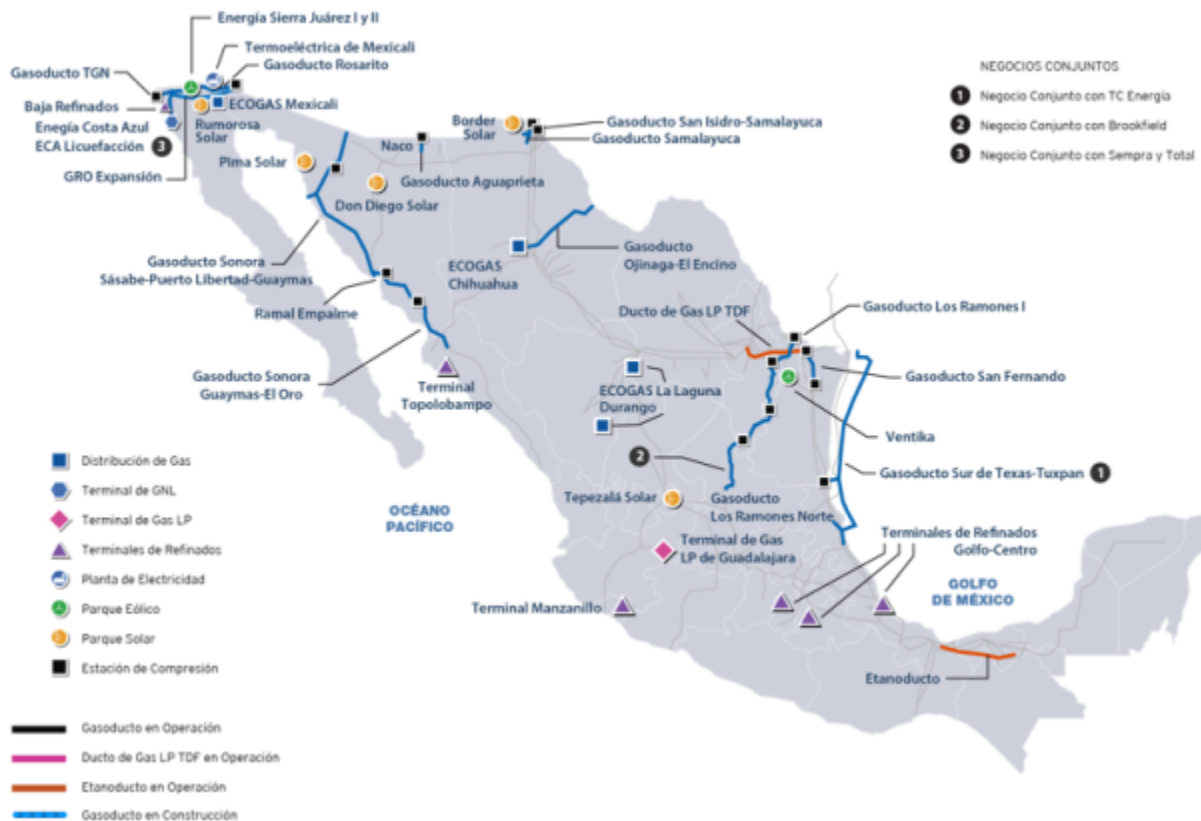 Energía Sierra Juárez I y II
Termoeléctrica de Mexicali
Gasoducto Rosarito
Gasoducto TGN
Baja Refinados
ECOGAS Mexicali
Enegía Costa Azul
ECA Licuefacción 3
Rumorosa
Solar
GRO Expansión
Pima Solar
Naco
Border
Solar
Gasoducto San Isidro-Samalayuca
Gasoducto Samalayuca
Gasoducto Aguaprieta
Don Diego Solar
NEGOCIOS CONJUNTOS
1 Negocio Conjunto con TC Energía
2 Negocio Conjunto con Brookfield
3 Negocio Conjunto con Sempra y Total
Gasoducto Sonora
Sásabe-Puerto Libertad-Guaymas
ECOGAS
Chihuahua
Gasoducto
Ojinaga-El Encino
Ramal Empalme
Ducto de Gas LP TDF
Gasoducto Los Ramones I
Gasoducto Sonora
Guaymas-El Oro
Terminal
Topolobampo
ECOGAS La Laguna
Durango
Gasoducto San Fernando
Ventika
2
Gasoducto Sur de Texas-Tuxpan 1
Tepezalá Solar
Gasoducto
Los Ramones Norte
Terminal de Gas
LP de Guadalajara
Terminales de Refinados
Golfo-Centro
Terminal Manzanillo
Etanoducto
OCÉANO
PACÍFICO
GOLFO
DE MÉXICO
Distribución de Gas
Terminal de GNL
Terminal de Gas LP
Terminales de Refinados
Planta de Electricidad
Parque Eólico
Parque Solar
Estación de Compresión
Gasoducto en Operación
Ducto de Gas LP TDF en Operación
Etanoducto en Operación
Gasoducto en Construcción